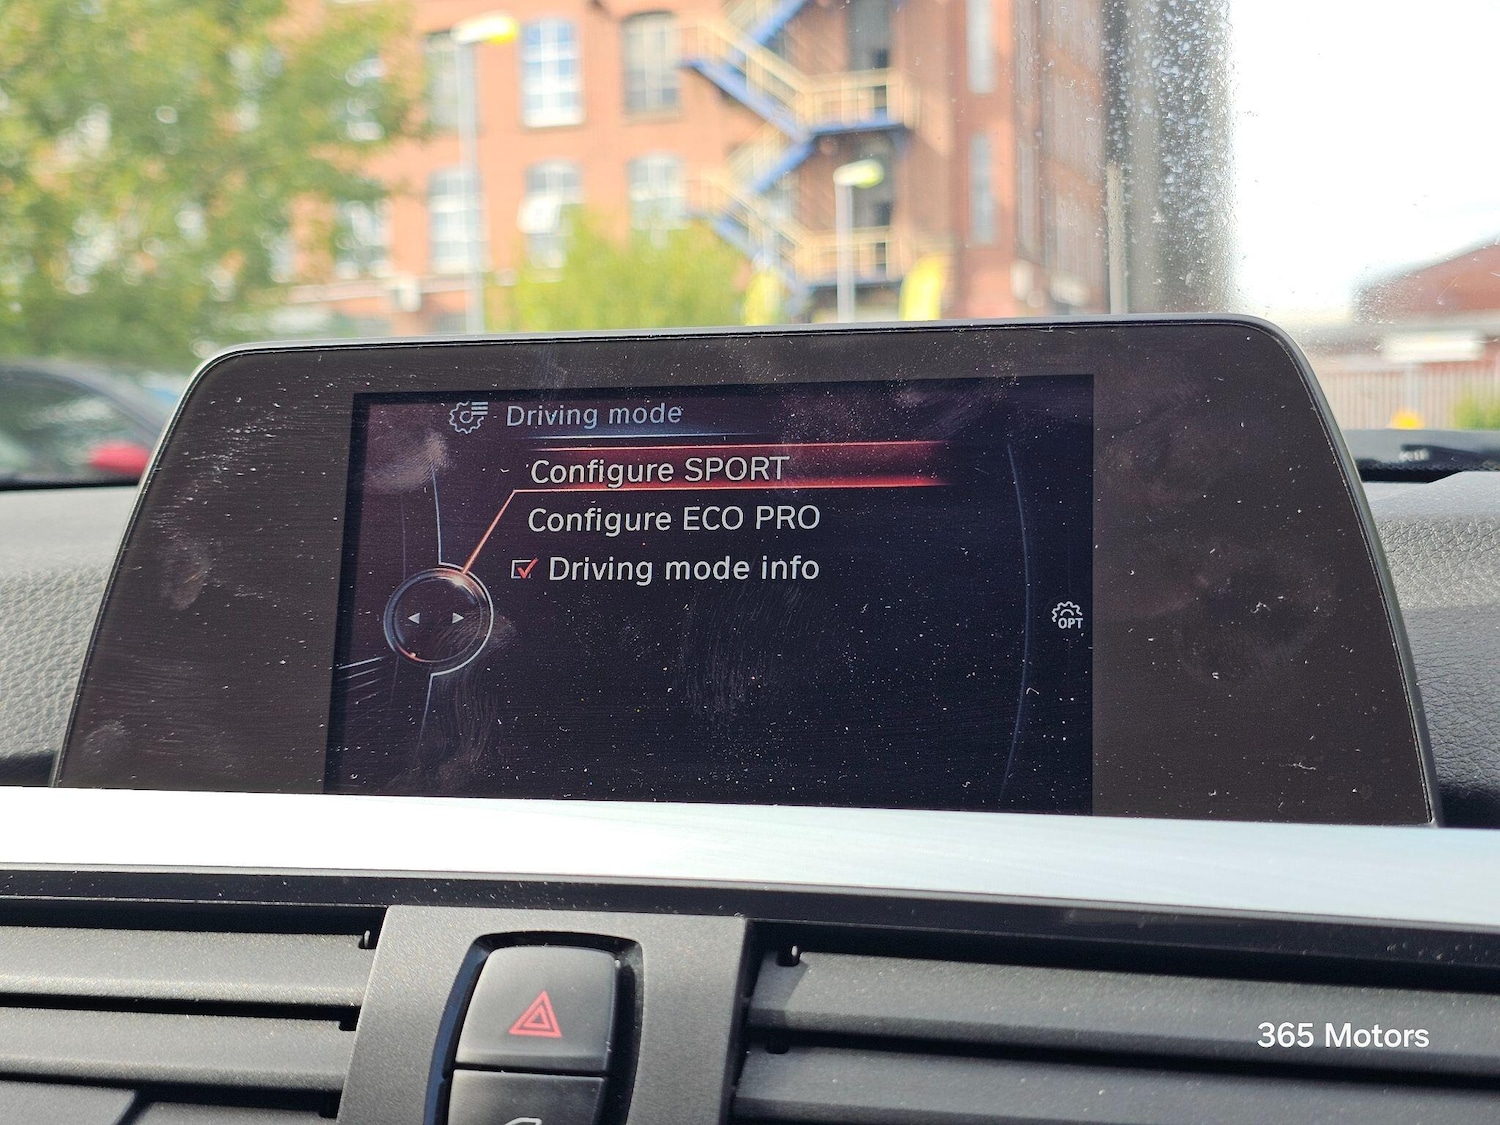 Driving mode
Configure SPORT
Configure ECO PRO
Driving mode info
OPT
365 Motors